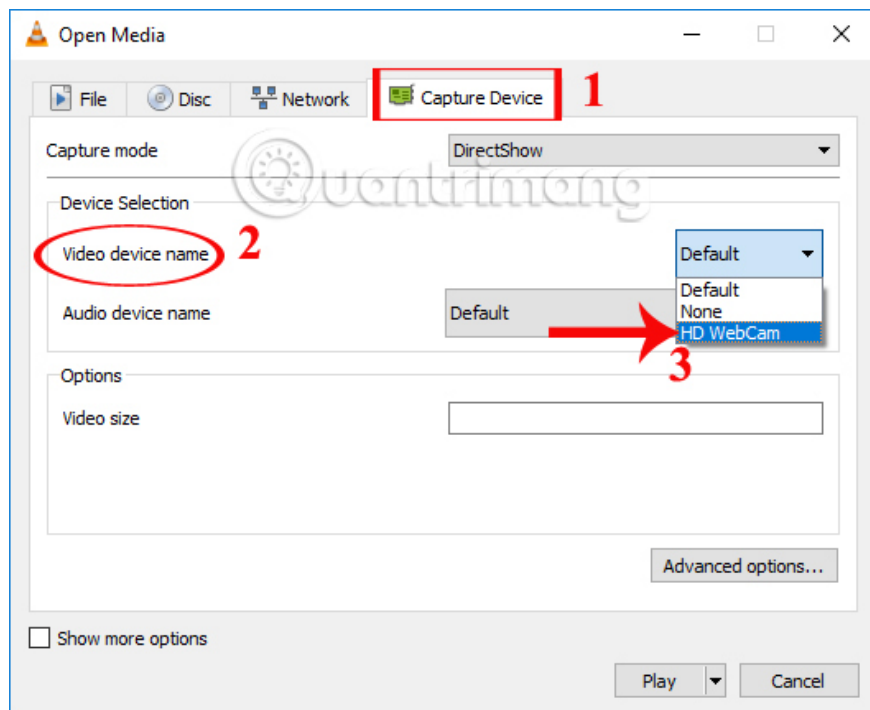 Open Media
File Disc Network Capture Device 1
Capture mode DirectShow
Quantrimang
Device Selection
Video device name 2 Default
Default
None
Audio device name Default
HD WebCam
3
Options
Video size
Advanced options...
Show more options
Play Cancel